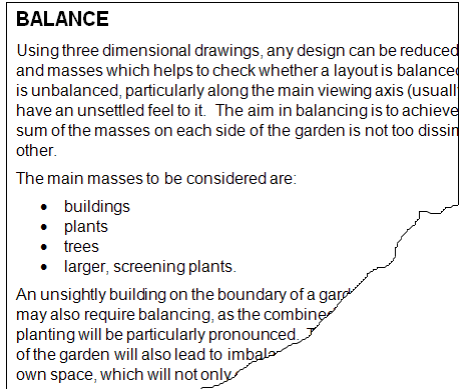 BALANCE
Using three dimensional drawings, any design can be reduced
and masses which helps to check whether a layout is balanced
is unbalanced, particularly along the main viewing axis (usually
have an unsettled feel to it. The aim in balancing is to achieve
sum of the masses on each side of the garden is not too
other.
The main masses to be considered are:
• buildings
• plants
• trees
• larger, screening plants.
An unsightly building on the boundary of a
may also require balancing, as the
planting will be particularly pronounced.
of the garden will also lead to
own space, which will not only